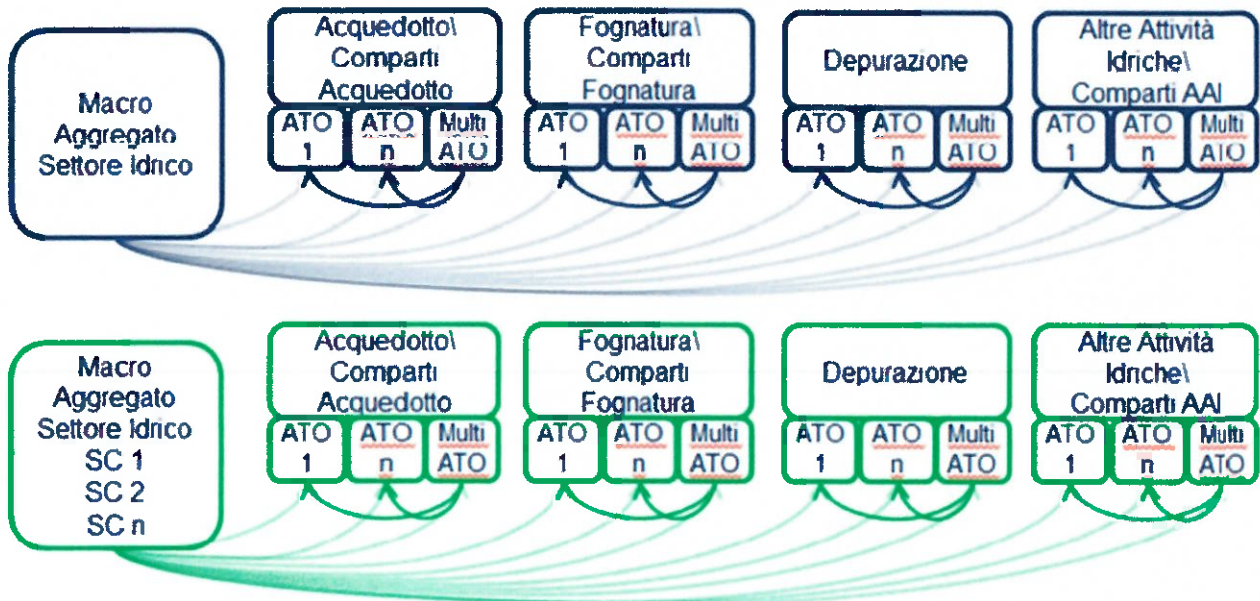 Macro
Aggregato
Settore Idrico
Acquedotto\
Comparti
Acquedotto
ATO
1
ATO
n
Multi
ATO
Fognatura\
Comparti
Fognatura
ATO
1
ATO
n
Multi
ATO
Depurazione
ATO
1
ATO
n
Multi
ATO
Altre Attività
Idriche\
Comparti AAI
ATO
1
ATO
n
Multi
ATO
Macro
Aggregato
Settore Idrico
SC 1
SC 2
SC n
Acquedotto\
Comparti
Acquedotto
ATO
1
ATO
n
Multi
ATO
Fognatura\
Comparti
Fognatura
ATO
1
ATO
n
Multi
ATO
Depurazione
ATO
1
ATO
n
Multi
ATO
Altre Attività
Idriche\
Comparti AAI
ATO
1
ATO
n
Multi
ATO